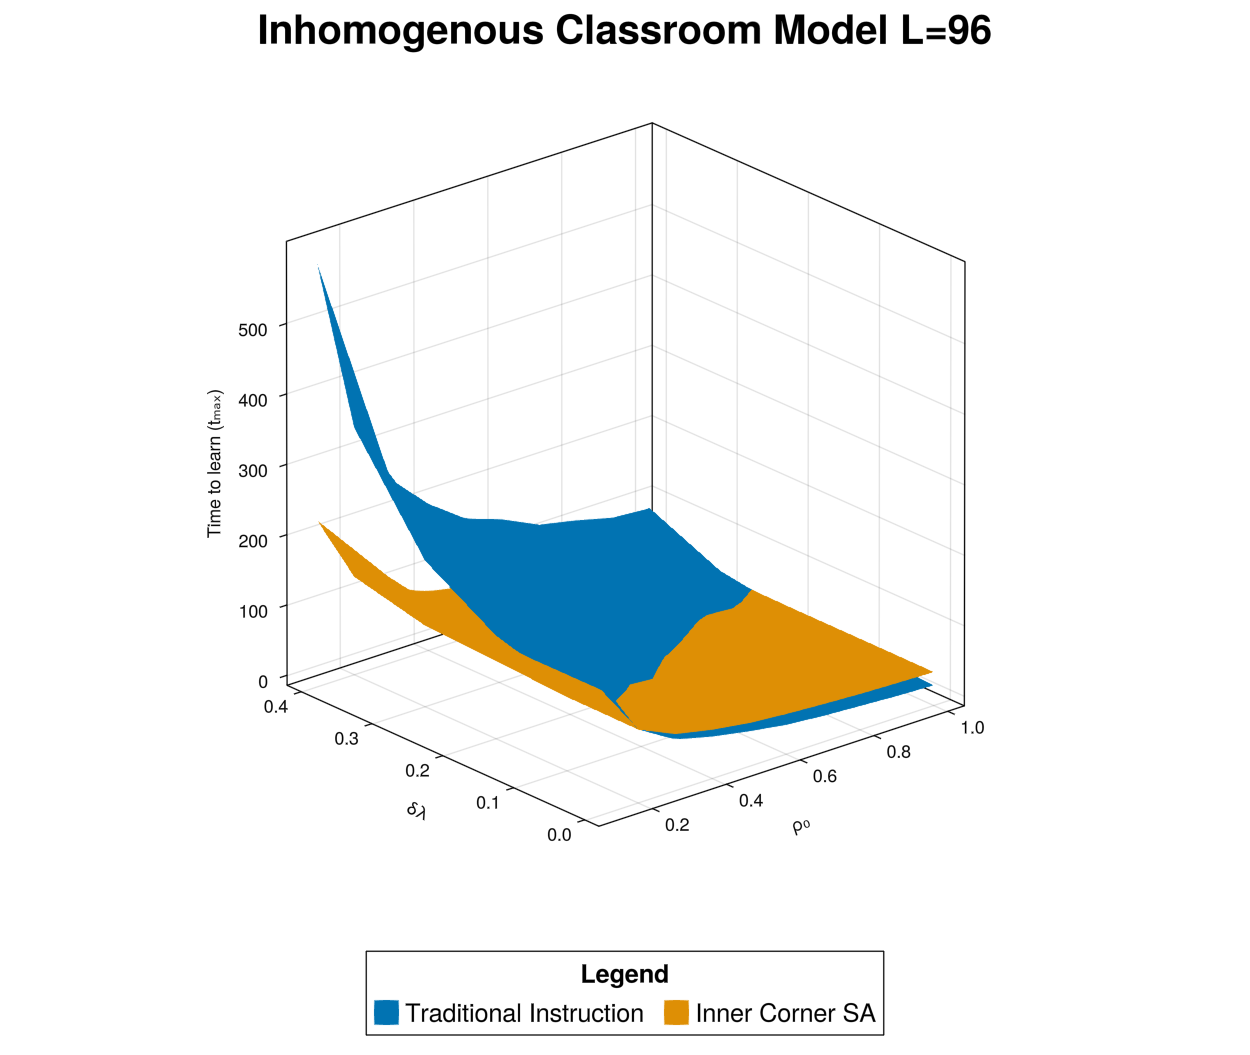 Inhomogenous Classroom Model L=96
500
400
300
200
100
0
Time to learn (tₘₐₓ)
0.4
0.3
0.2
0.1
0.0
δλ
0.2
0.4
0.6
0.8
1.0
ρ⁰
Legend
Traditional Instruction
Inner Corner SA